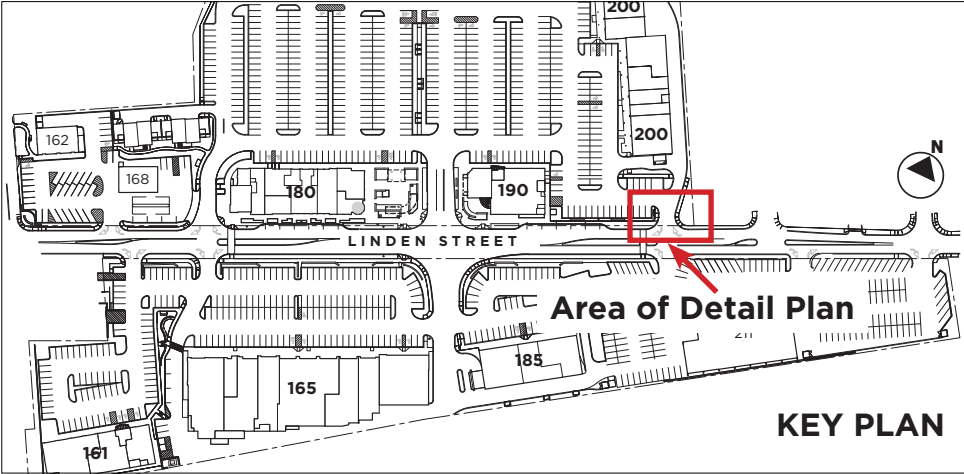 200
200
162
168
180
190
N
LINDEN STREET
Area of Detail Plan
165
185
KEY PLAN
161